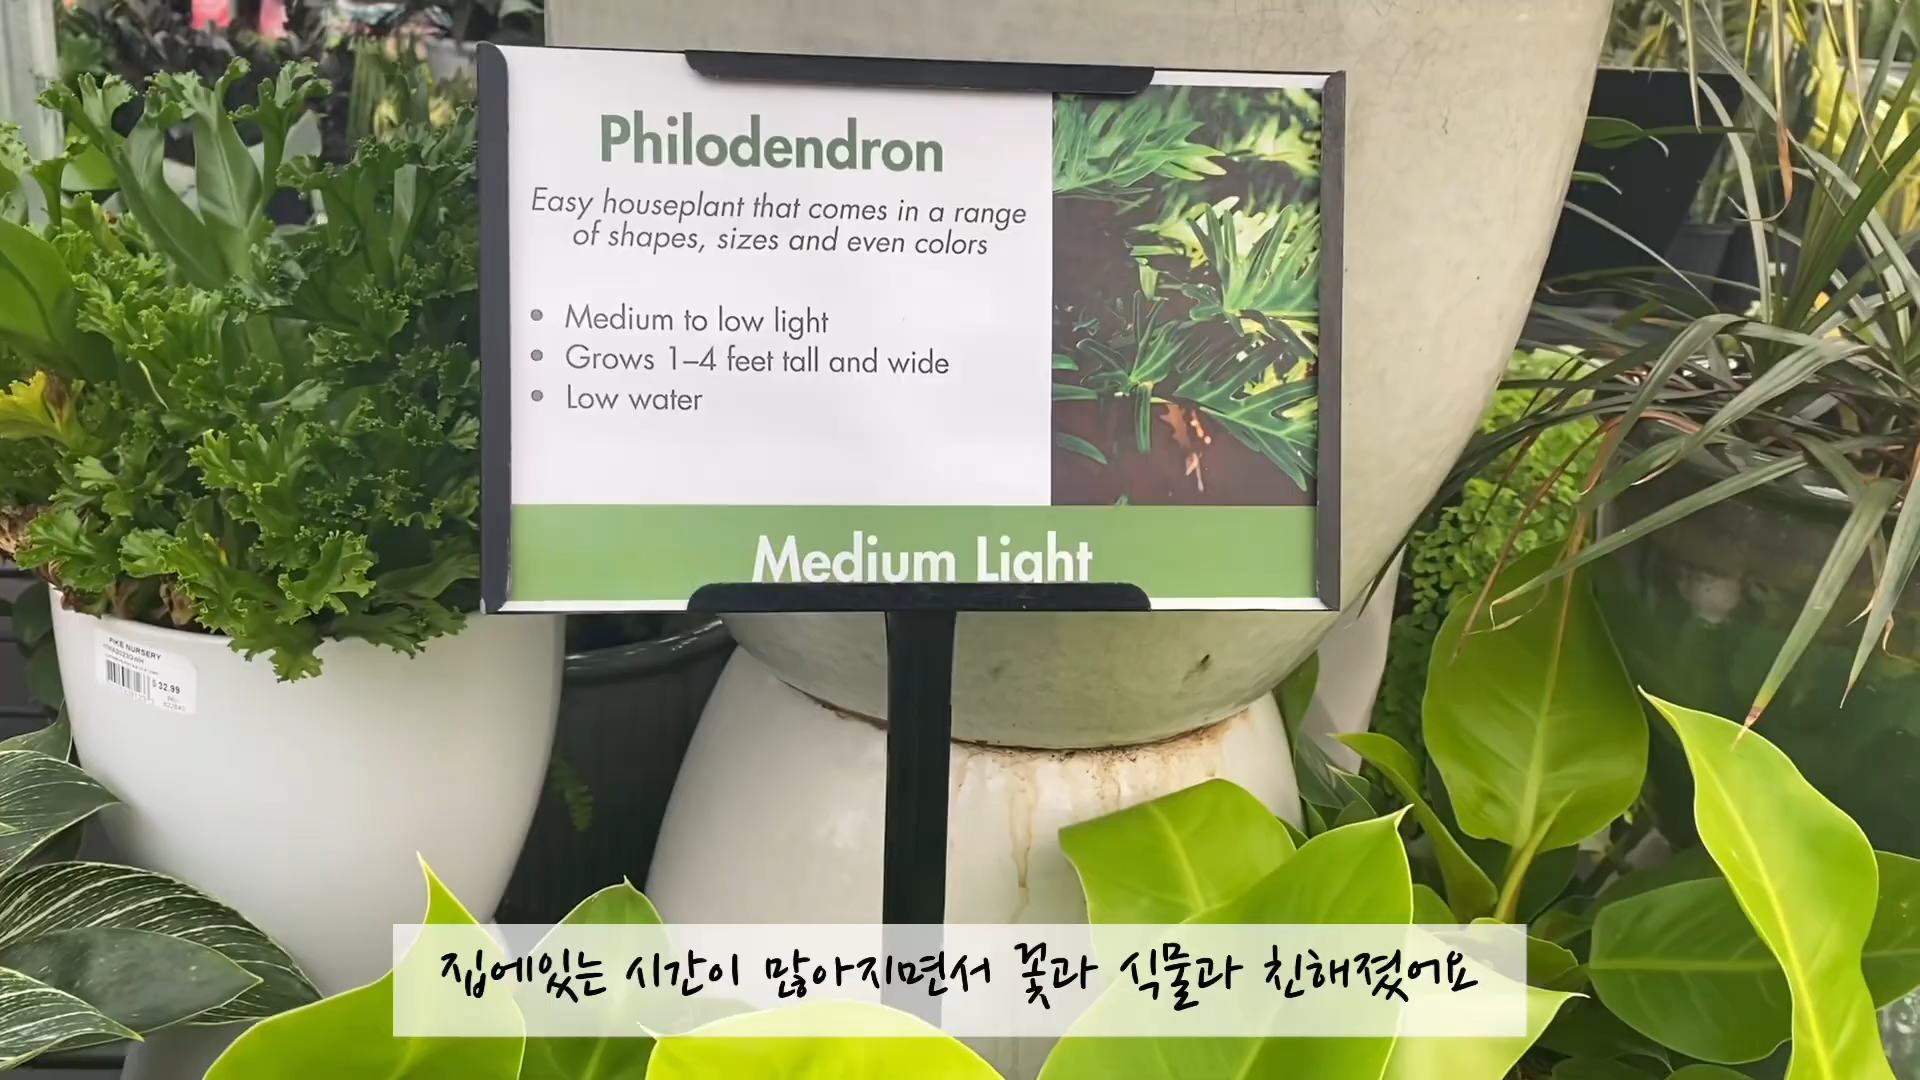 Philodendron
Easy houseplant that comes in a range
of shapes, sizes and even colors
• Medium to low light
• Grows 1–4 feet tall and wide
• Low water
Medium Light
PIKE NURSERY
$32.99
집에있는 시간이 많아지면서 꽃과 식물과 친해졌어요